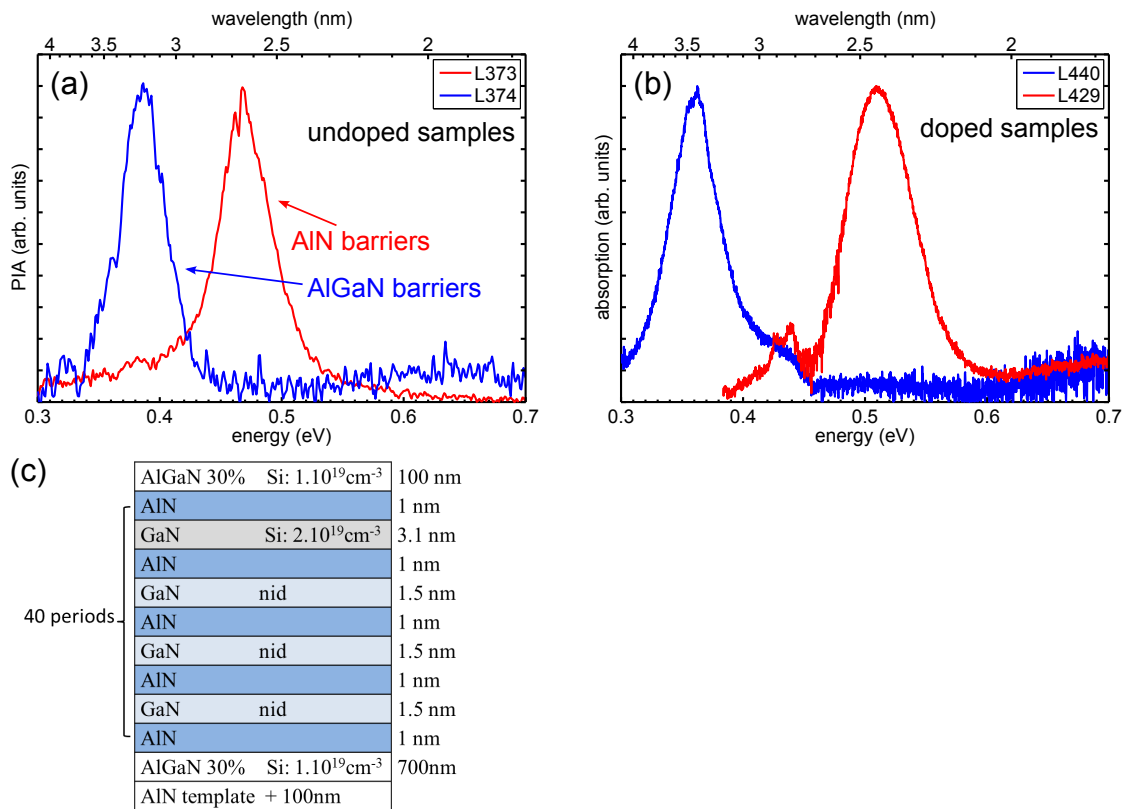 wavelength (nm)
4 3.5 3 2.5 2
(a)
L373
L374
undoped samples
AlN barriers
AlGaN barriers
PIA (arb. units)
0.3 0.4 0.5 0.6 0.7
energy (eV)
wavelength (nm)
4 3.5 3 2.5 2
(b)
L440
L429
doped samples
absorption (arb. units)
0.3 0.4 0.5 0.6 0.7
energy (eV)
(c)
AlGaN 30% Si: 1.10¹⁹cm⁻³ 100 nm
AlN 1 nm
GaN Si: 2.10¹⁹cm⁻³ 3.1 nm
AlN 1 nm
GaN nid 1.5 nm
40 periods
AlN 1 nm
GaN nid 1.5 nm
AlN 1 nm
GaN nid 1.5 nm
AlN 1 nm
AlGaN 30% Si: 1.10¹⁹cm⁻³ 700nm
AlN template + 100nm